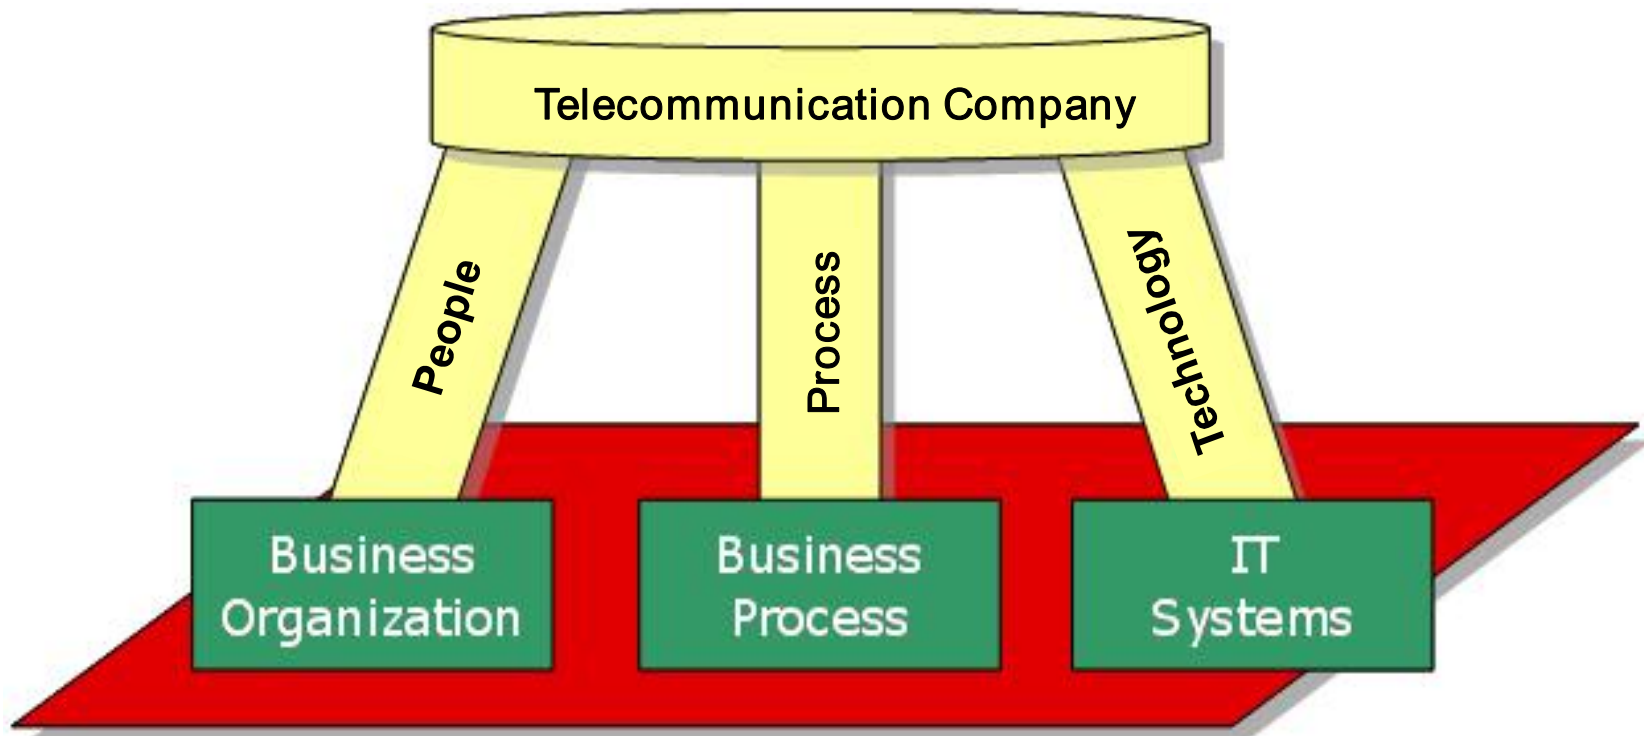 Telecommunication Company
People
Process
Technology
Business
Organization
Business
Process
IT
Systems